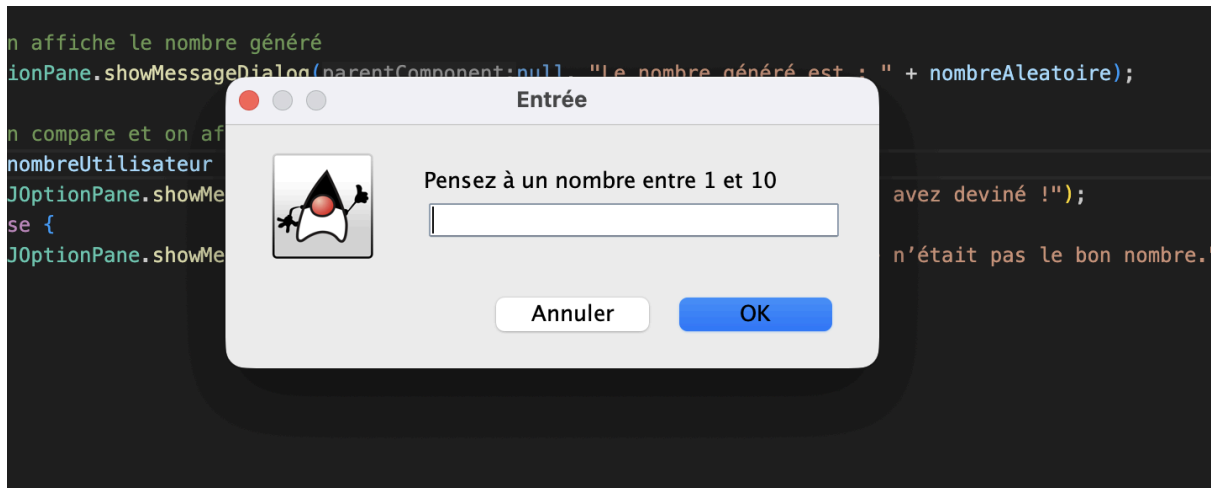 n affiche le nombre généré
ionPane.showMessageDialog(parentComponent:null, "Le nombre généré est : " + nombreAleatoire);
Entrée
n compare et on af
nombreUtilisateur
Pensez à un nombre entre 1 et 10
JOptionPane.showMe avez deviné !");
se {
JOptionPane.showMe n’était pas le bon nombre."
Annuler OK